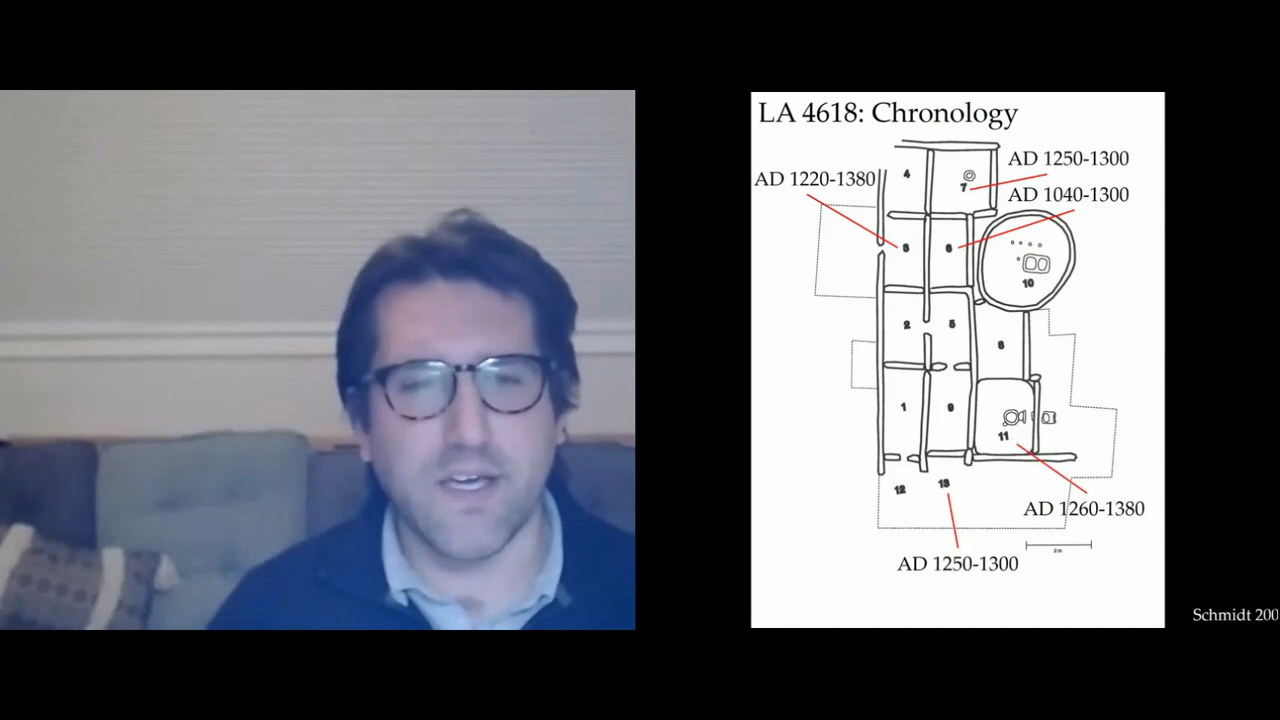 LA 4618: Chronology
AD 1250-1300
AD 1220-1380
AD 1040-1300
4
7
3
6
10
2
5
8
1
9
11
12
13
AD 1260-1380
AD 1250-1300
Schmidt 200